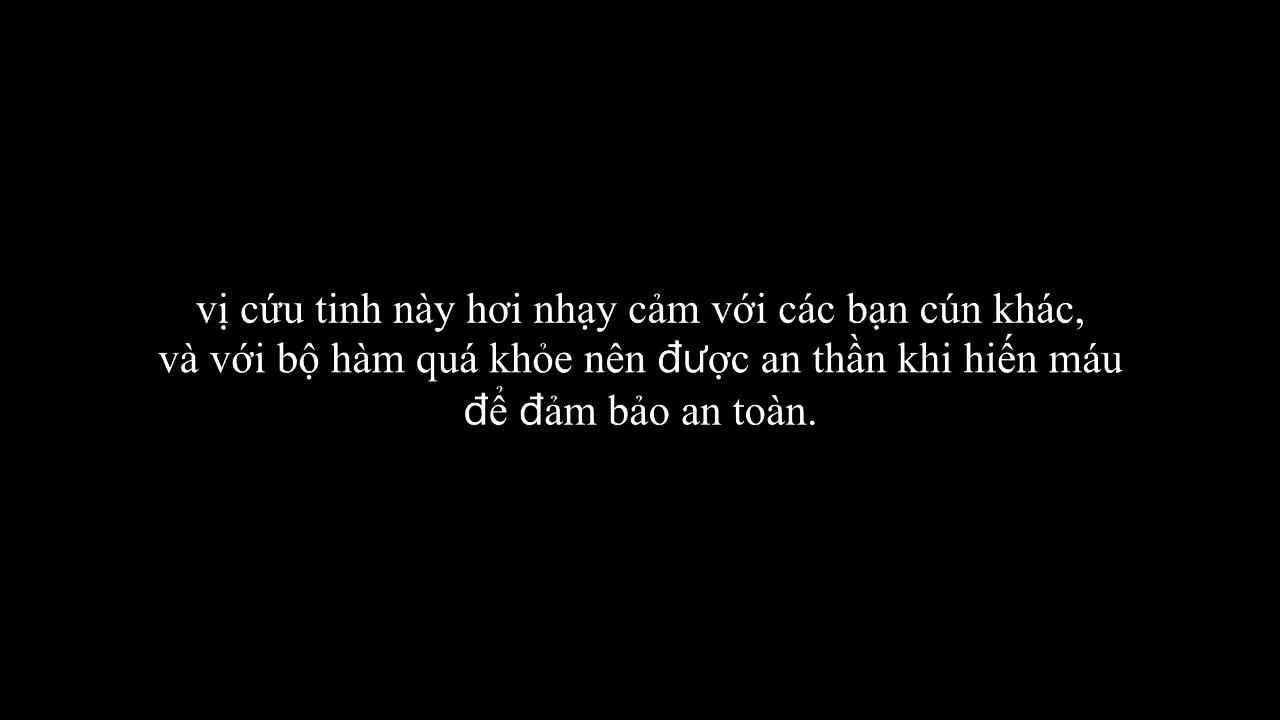 vị cứu tinh này hơi nhạy cảm với các bạn cún khác,
và với bộ hàm quá khỏe nên được an thần khi hiến máu
để đảm bảo an toàn.